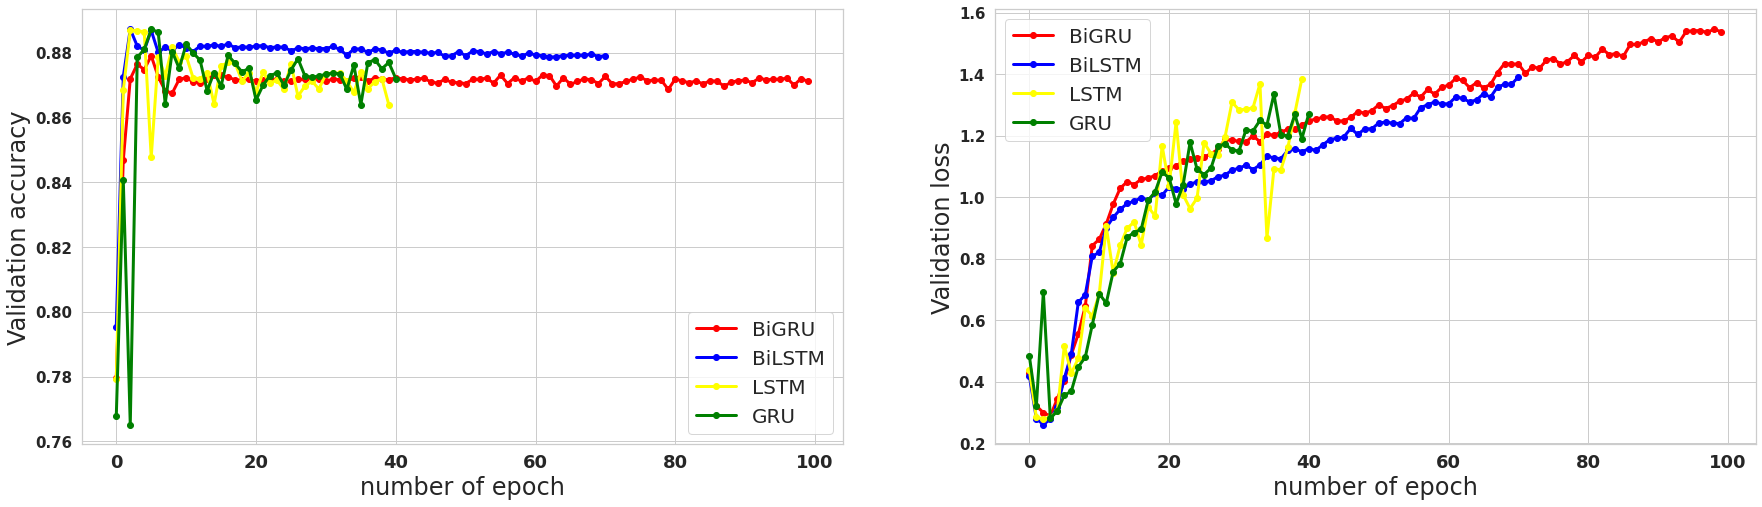 Validation accuracy
0.88
0.86
0.84
0.82
0.80
0.78
0.76
0 20 40 60 80 100
number of epoch
BiGRU
BiLSTM
LSTM
GRU
Validation loss
1.6
1.4
1.2
1.0
0.8
0.6
0.4
0.2
0 20 40 60 80 100
number of epoch
BiGRU
BiLSTM
LSTM
GRU